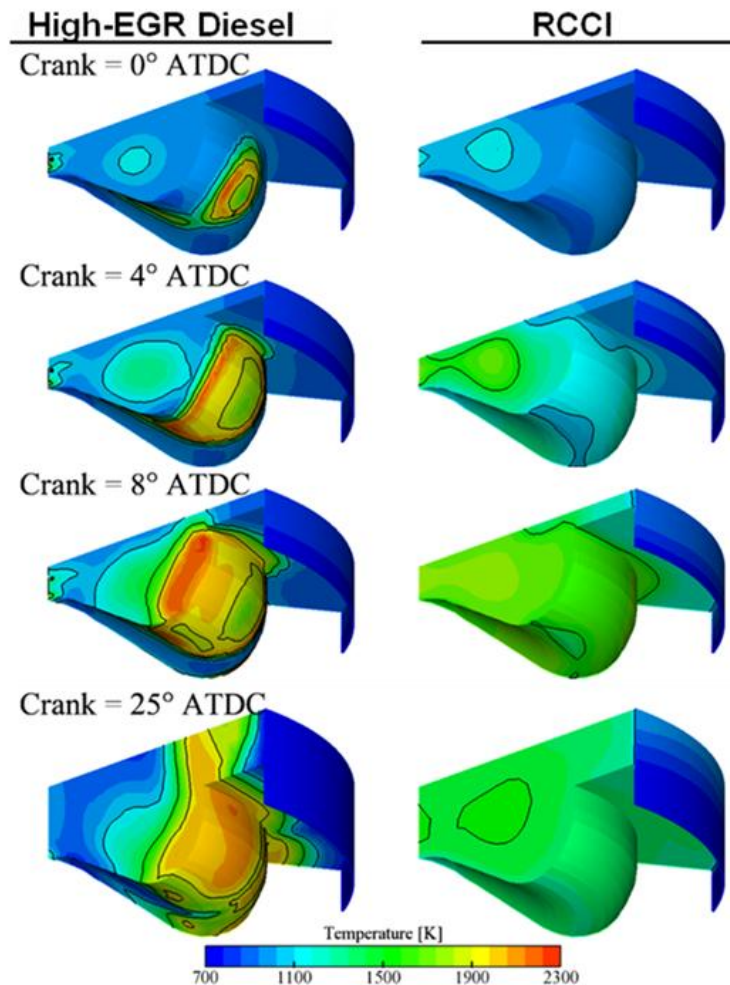 High-EGR Diesel RCCI
Crank = 0° ATDC
Crank = 4° ATDC
Crank = 8° ATDC
Crank = 25° ATDC
Temperature [K]
700 1100 1500 1900 2300